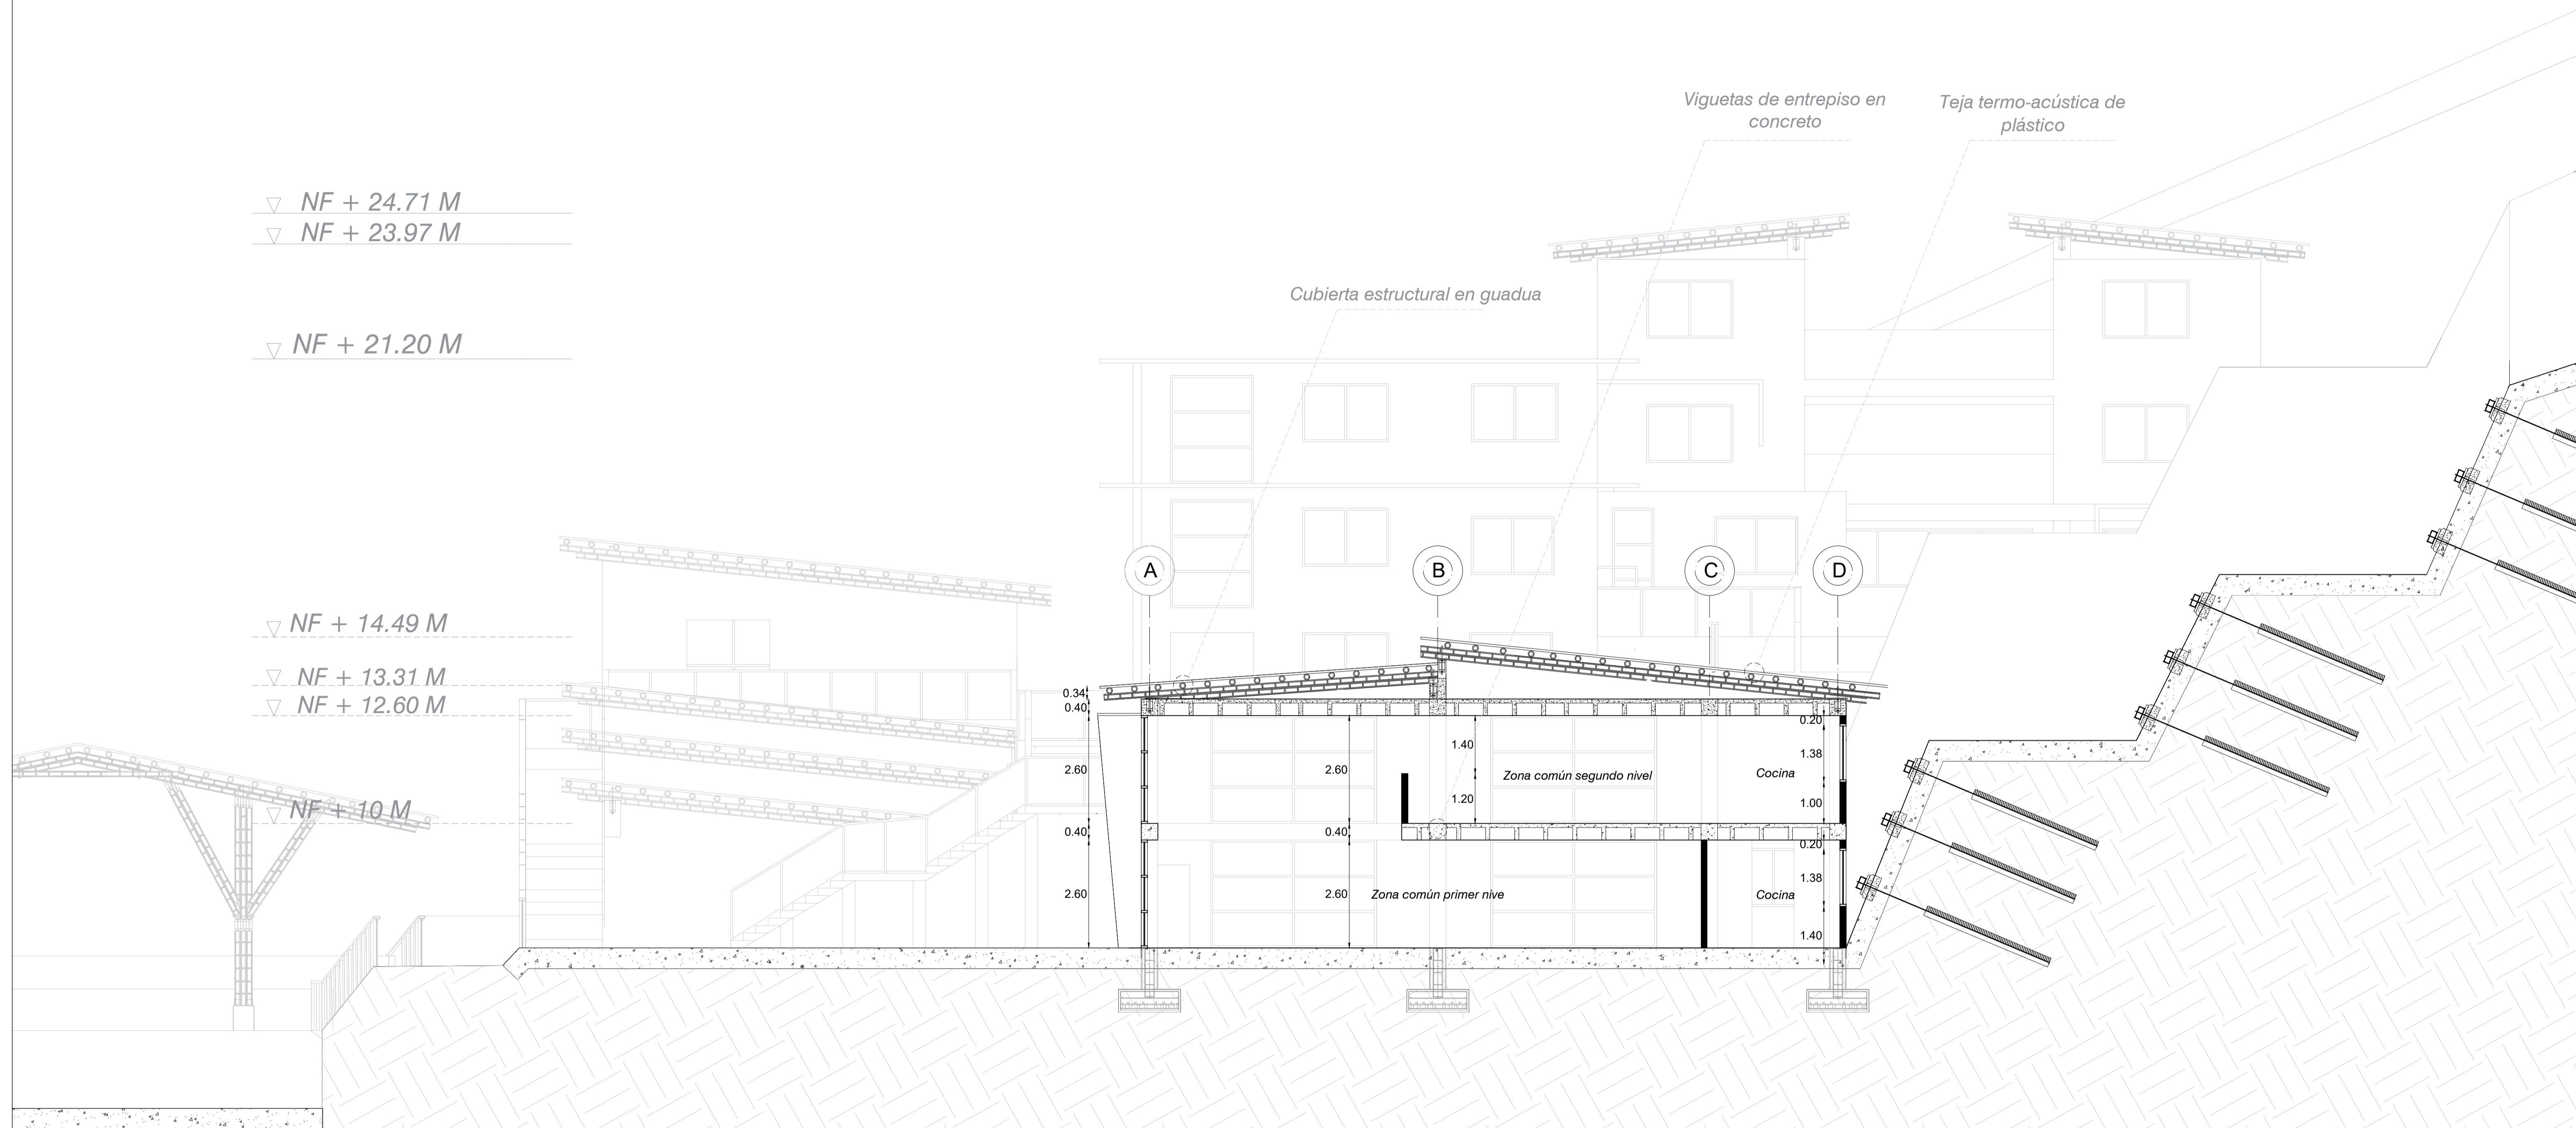 Viguetas de entrepiso en
concreto
Teja termo-acústica de
plástico
NF + 24.71 M
NF + 23.97 M
Cubierta estructural en guadua
NF + 21.20 M
A
B
C
D
NF + 14.49 M
NF + 13.31 M
NF + 12.60 M
NF + 10 M
0.34
0.40
2.60
0.40
2.60
2.60
0.40
2.60
1.40
1.20
Zona común segundo nivel
Cocina
0.20
1.38
1.00
0.20
1.38
1.40
Zona común primer nive
Cocina